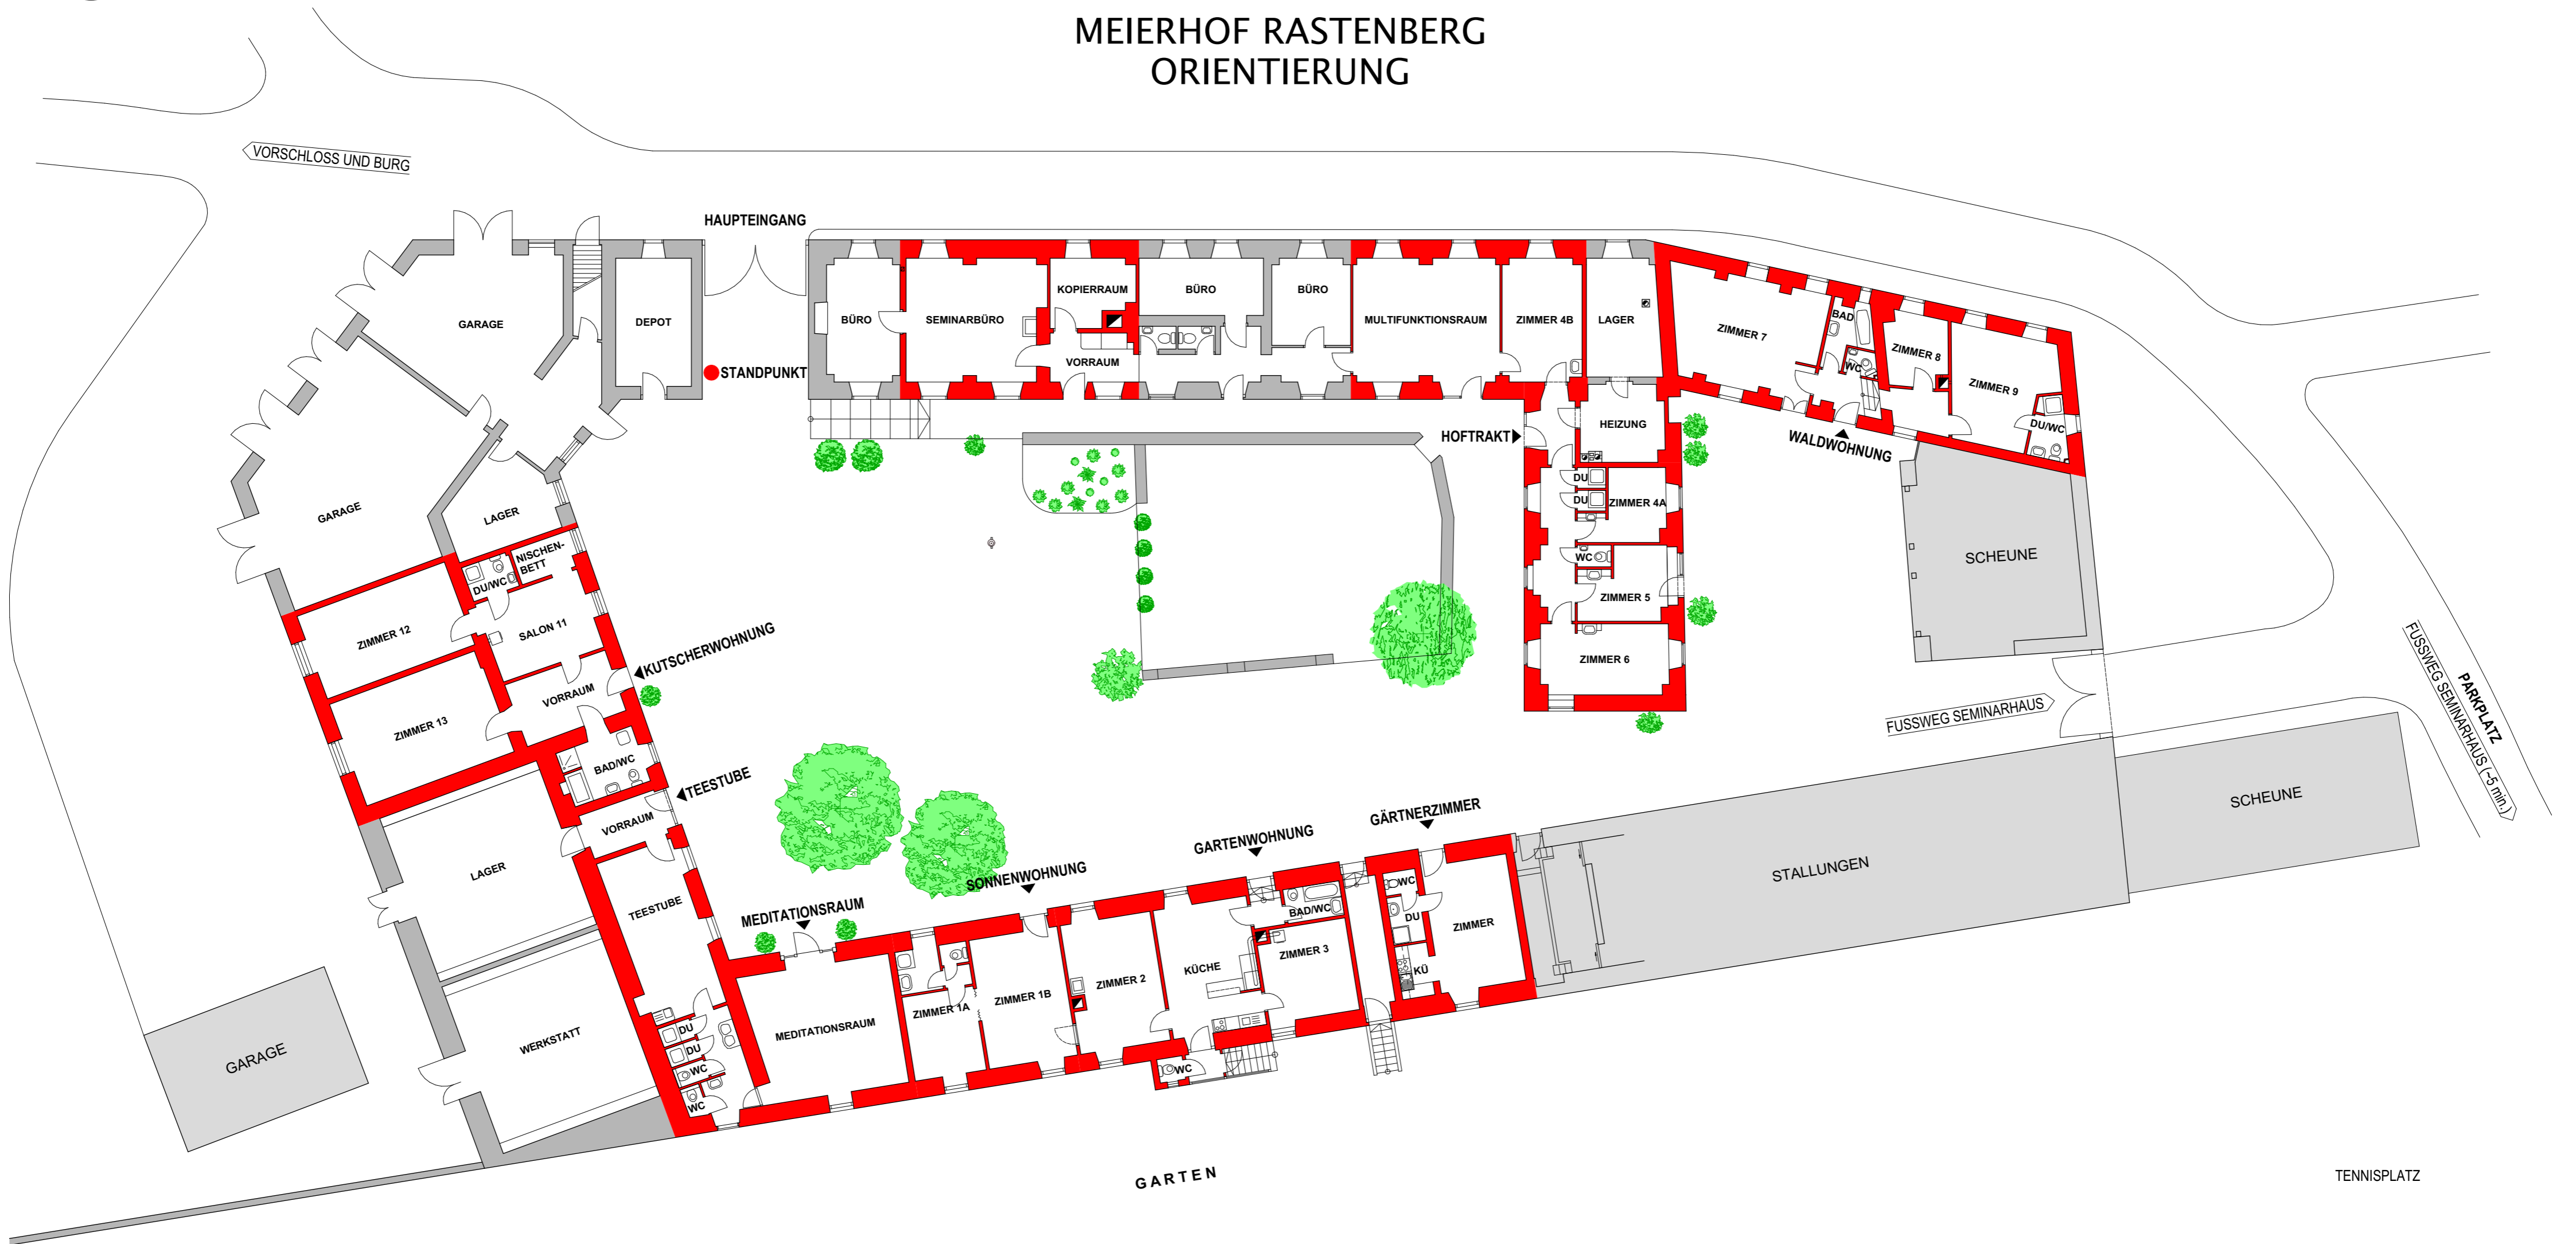 MEIERHOF RASTENBERG
ORIENTIERUNG
VORSCHLOSS UND BURG
HAUPTEINGANG
GARAGE
DEPOT
STANDPUNKT
BÜRO
SEMINARBÜRO
KOPIERRAUM
VORRAUM
BÜRO
BÜRO
MULTIFUNKTIONSRAUM
ZIMMER 4B
LAGER
ZIMMER 7
BAD
WC
ZIMMER 8
ZIMMER 9
DU/WC
WALDWOHNUNG
HOFTRAKT
HEIZUNG
DU
DU
ZIMMER 4A
WC
ZIMMER 5
ZIMMER 6
SCHEUNE
GARAGE
LAGER
NISCHEN-
BETT
DU/WC
SALON 11
ZIMMER 12
KUTSCHERWOHNUNG
VORRAUM
ZIMMER 13
BAD/WC
TEESTUBE
VORRAUM
LAGER
TEESTUBE
WERKSTATT
GARAGE
DU
DU
WC
WC
MEDITATIONSRAUM
MEDITATIONSRAUM
SONNENWOHNUNG
ZIMMER 1A
ZIMMER 1B
ZIMMER 2
GARTENWOHNUNG
KÜCHE
BAD/WC
ZIMMER 3
WC
GÄRTNERZIMMER
WC
DU
KÜ
ZIMMER
STALLUNGEN
SCHEUNE
FUSSWEG SEMINARHAUS
PARKPLATZ
FUSSWEG SEMINARHAUS (~5 min.)
GARTEN
TENNISPLATZ